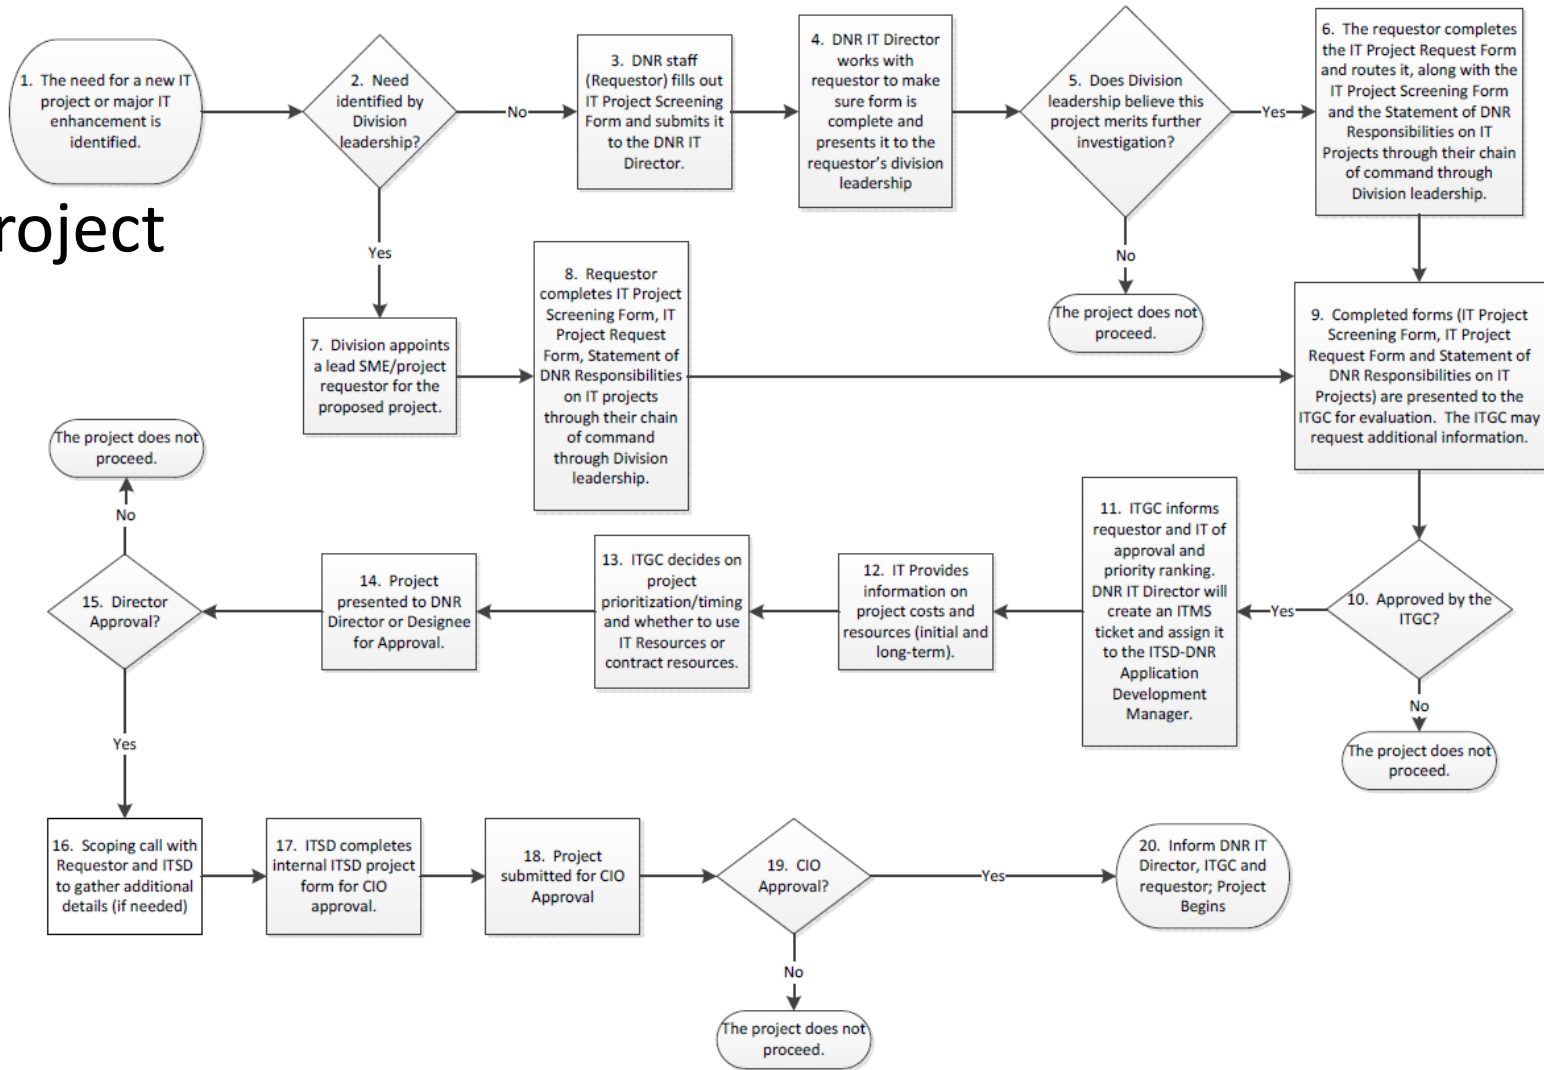 1. The need for a new IT
project or major IT
enhancement is
identified.
2. Need
identified by
Division
leadership?
No
3. DNR staff
(Requestor) fills out
IT Project Screening
Form and submits it
to the DNR IT
Director.
4. DNR IT Director
works with
requestor to make
sure form is
complete and
presents it to the
requestor's division
leadership
5. Does Division
leadership believe this
project merits further
investigation?
Yes
6. The requestor completes
the IT Project Request Form
and routes it, along with the
IT Project Screening Form
and the Statement of DNR
Responsibilities on IT
Projects through their chain
of command through
Division leadership.
roject
Yes
No
The project does not
proceed.
7. Division appoints
a lead SME/project
requestor for the
proposed project.
8. Requestor
completes IT Project
Screening Form, IT
Project Request
Form, Statement of
DNR Responsibilities
on IT projects
through their chain
of command
through Division
leadership.
9. Completed forms (IT Project
Screening Form, IT Project
Request Form and Statement of
DNR Responsibilities on IT
Projects) are presented to the
ITGC for evaluation. The ITGC may
request additional information.
The project does not
proceed.
No
15. Director
Approval?
14. Project
presented to DNR
Director or Designee
for Approval.
13. ITGC decides on
project
prioritization/timing
and whether to use
IT Resources or
contract resources.
12. IT Provides
information on
project costs and
resources (initial and
long-term).
11. ITGC informs
requestor and IT of
approval and
priority ranking.
DNR IT Director will
create an ITMS
ticket and assign it
to the ITSD-DNR
Application
Development
Manager.
Yes
10. Approved by the
ITGC?
No
The project does not
proceed.
Yes
16. Scoping call with
Requestor and ITSD
to gather additional
details (if needed)
17. ITSD completes
internal ITSD project
form for CIO
approval.
18. Project
submitted for CIO
Approval
19. CIO
Approval?
Yes
20. Inform DNR IT
Director, ITGC and
requestor; Project
Begins
No
The project does not
proceed.